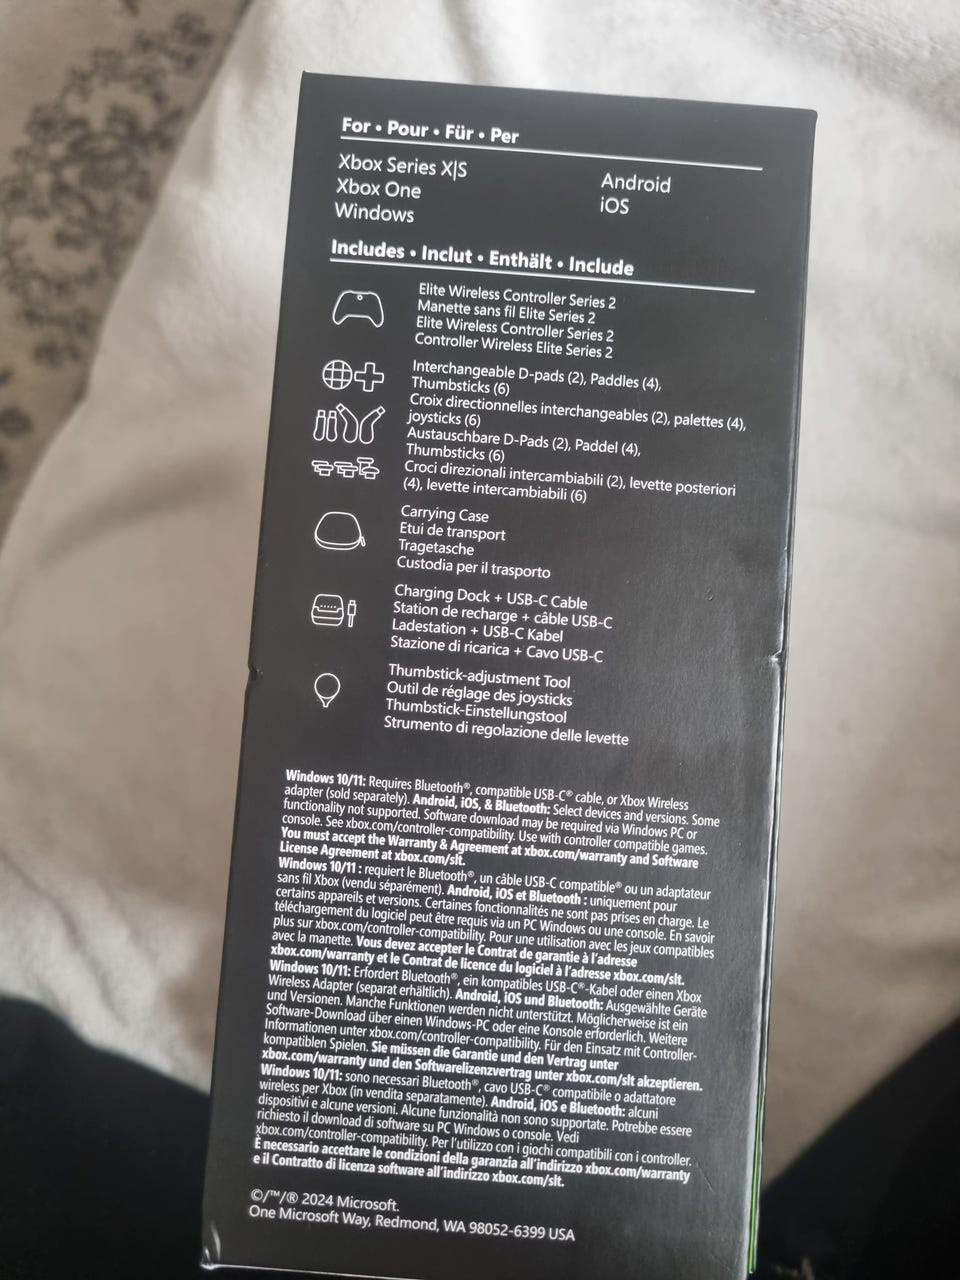 For • Pour • Für • Per
Xbox Series X|S
Xbox One
Windows
Android
iOS
Includes • Inclut • Enthält • Include
Elite Wireless Controller Series 2
Manette sans fil Elite Series 2
Elite Wireless Controller Series 2
Controller Wireless Elite Series 2
Interchangeable D-pads (2), Paddles (4),
Thumbsticks (6)
Croix directionnelles interchangeables (2), palettes (4),
joysticks (6)
Austauschbare D-Pads (2), Paddel (4),
Thumbsticks (6)
Croci direzionali intercambiabili (2), levette posteriori
(4), levette intercambiabili (6)
Carrying Case
Etui de transport
Tragetasche
Custodia per il trasporto
Charging Dock + USB-C Cable
Station de recharge + câble USB-C
Ladestation + USB-C Kabel
Stazione di ricarica + Cavo USB-C
Thumbstick-adjustment Tool
Outil de réglage des joysticks
Thumbstick-Einstellungstool
Strumento di regolazione delle levette
Windows 10/11: Requires Bluetooth®, compatible USB-C® cable, or Xbox Wireless
adapter (sold separately). Android, iOS, & Bluetooth: Select devices and versions. Some
functionality not supported. Software download may be required via Windows PC or
console. See xbox.com/controller-compatibility. Use with controller compatible games.
You must accept the Warranty & Agreement at xbox.com/warranty and Software
License Agreement at xbox.com/slt.
Windows 10/11 : requiert le Bluetooth®, un câble USB-C compatible® ou un adaptateur
sans fil Xbox (vendu séparément). Android, iOS et Bluetooth : uniquement pour
certains appareils et versions. Certaines fonctionnalités ne sont pas prises en charge. Le
téléchargement du logiciel peut être requis via un PC Windows ou une console. En savoir
plus sur xbox.com/controller-compatibility. Pour une utilisation avec les jeux compatibles
avec la manette. Vous devez accepter le Contrat de garantie à l'adresse
xbox.com/warranty et le Contrat de licence du logiciel à l'adresse xbox.com/slt.
Windows 10/11: Erfordert Bluetooth®, ein kompatibles USB-C®-Kabel oder einen Xbox
Wireless Adapter (separat erhältlich). Android, iOS und Bluetooth: Ausgewählte Geräte
und Versionen. Manche Funktionen werden nicht unterstützt. Möglicherweise ist ein
Software-Download über einen Windows-PC oder eine Konsole erforderlich. Weitere
Informationen unter xbox.com/controller-compatibility. Für den Einsatz mit Controller-
kompatiblen Spielen. Sie müssen die Garantie und den Vertrag unter
xbox.com/warranty und den Softwarelizenzvertrag unter xbox.com/slt akzeptieren.
Windows 10/11: sono necessari Bluetooth®, cavo USB-C® compatibile o adattatore
wireless per Xbox (in vendita separatamente). Android, iOS e Bluetooth: alcuni
dispositivi e alcune versioni. Alcune funzionalità non sono supportate. Potrebbe essere
richiesto il download di software su PC Windows o console. Vedi
xbox.com/controller-compatibility. Per l'utilizzo con i giochi compatibili con i controller.
È necessario accettare le condizioni della garanzia all'indirizzo xbox.com/warranty
e il Contratto di licenza software all'indirizzo xbox.com/slt.
©/™/® 2024 Microsoft.
One Microsoft Way, Redmond, WA 98052-6399 USA